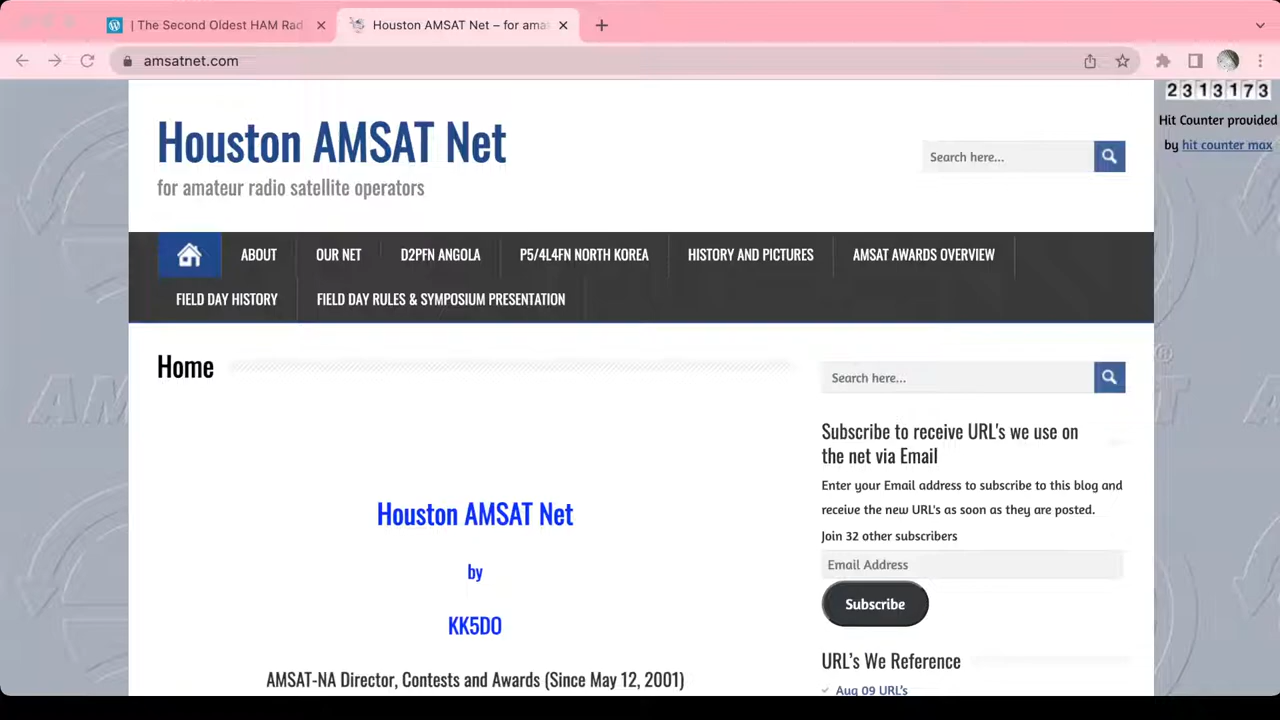 | The Second Oldest HAM Rad
Houston AMSAT Net – for ama
amsatnet.com
2313173
Hit Counter provided
by hit counter max
Houston AMSAT Net
for amateur radio satellite operators
Search here...
ABOUT
OUR NET
D2PFN ANGOLA
P5/4L4FN NORTH KOREA
HISTORY AND PICTURES
AMSAT AWARDS OVERVIEW
FIELD DAY HISTORY
FIELD DAY RULES & SYMPOSIUM PRESENTATION
Home
Houston AMSAT Net
by
KK5DO
AMSAT-NA Director, Contests and Awards (Since May 12, 2001)
Search here...
Subscribe to receive URL's we use on
the net via Email
Enter your Email address to subscribe to this blog and
receive the new URL's as soon as they are posted.
Join 32 other subscribers
Email Address
Subscribe
URL's We Reference
Aug 09 URL's